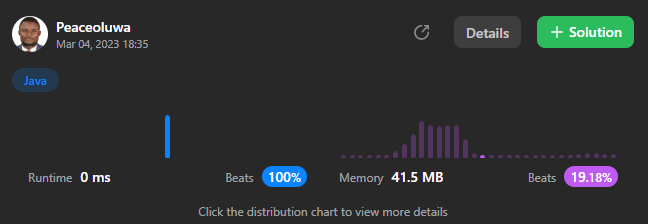 Peaceoluwa
Mar 04, 2023 18:35
Details
+ Solution
Java
Runtime 0 ms Beats 100% Memory 41.5 MB Beats 19.18%
Click the distribution chart to view more details